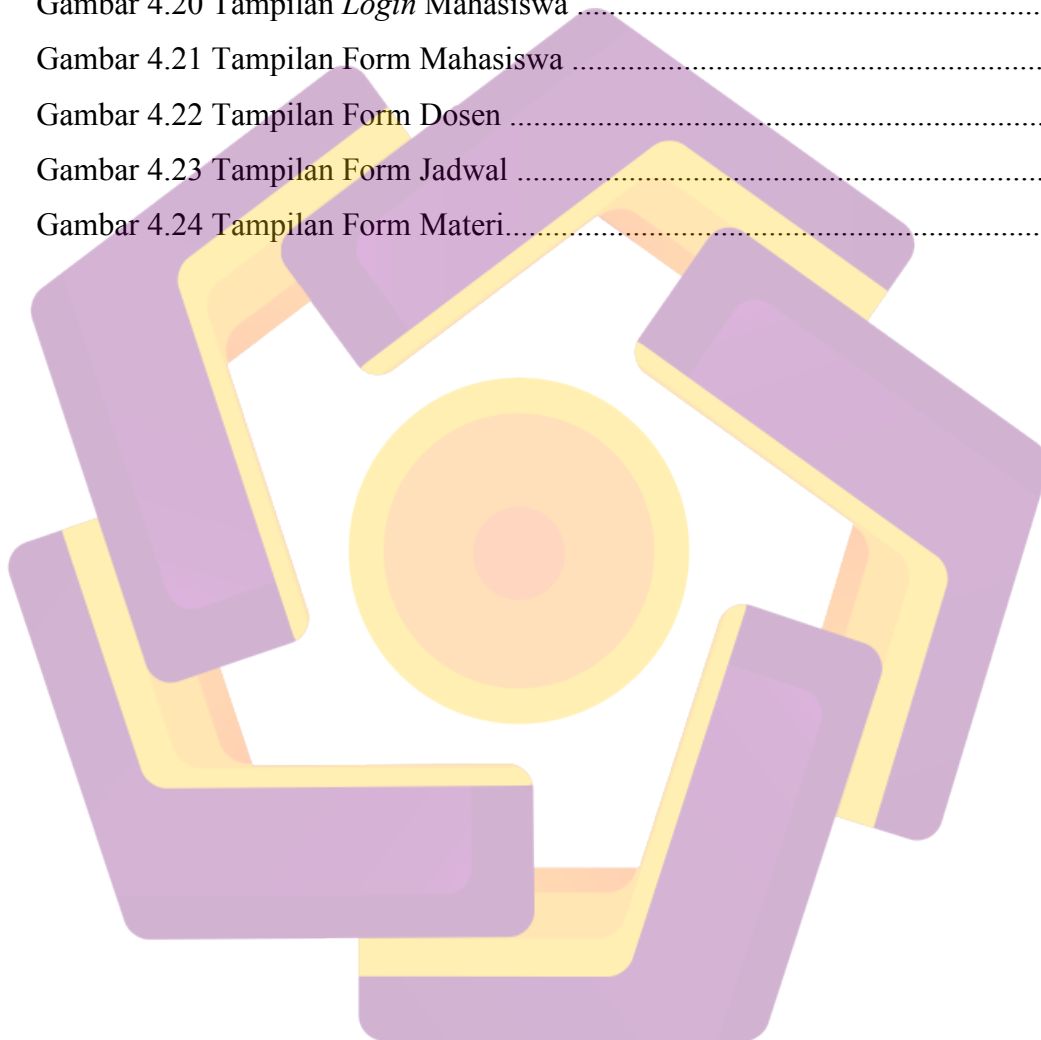 Gambar 4.20 Tampilan Login Mahasiswa ..........................................................
Gambar 4.21 Tampilan Form Mahasiswa ...........................................................
Gambar 4.22 Tampilan Form Dosen ...................................................................
Gambar 4.23 Tampilan Form Jadwal ..................................................................
Gambar 4.24 Tampilan Form Materi....................................................................